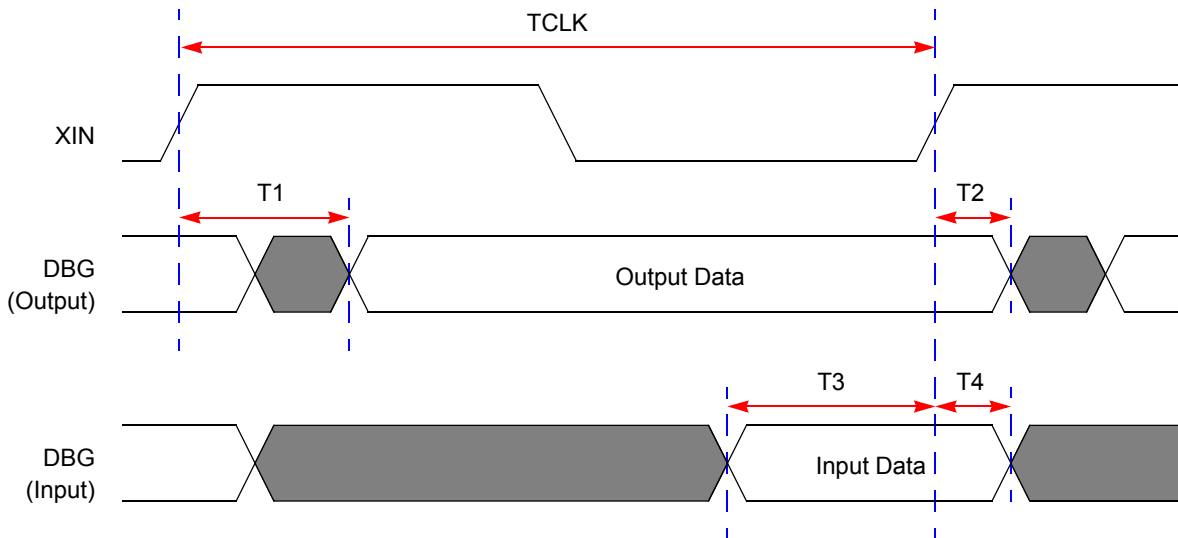 TCLK
XIN
T1
T2
DBG
(Output)
Output Data
T3
T4
DBG
(Input)
Input Data